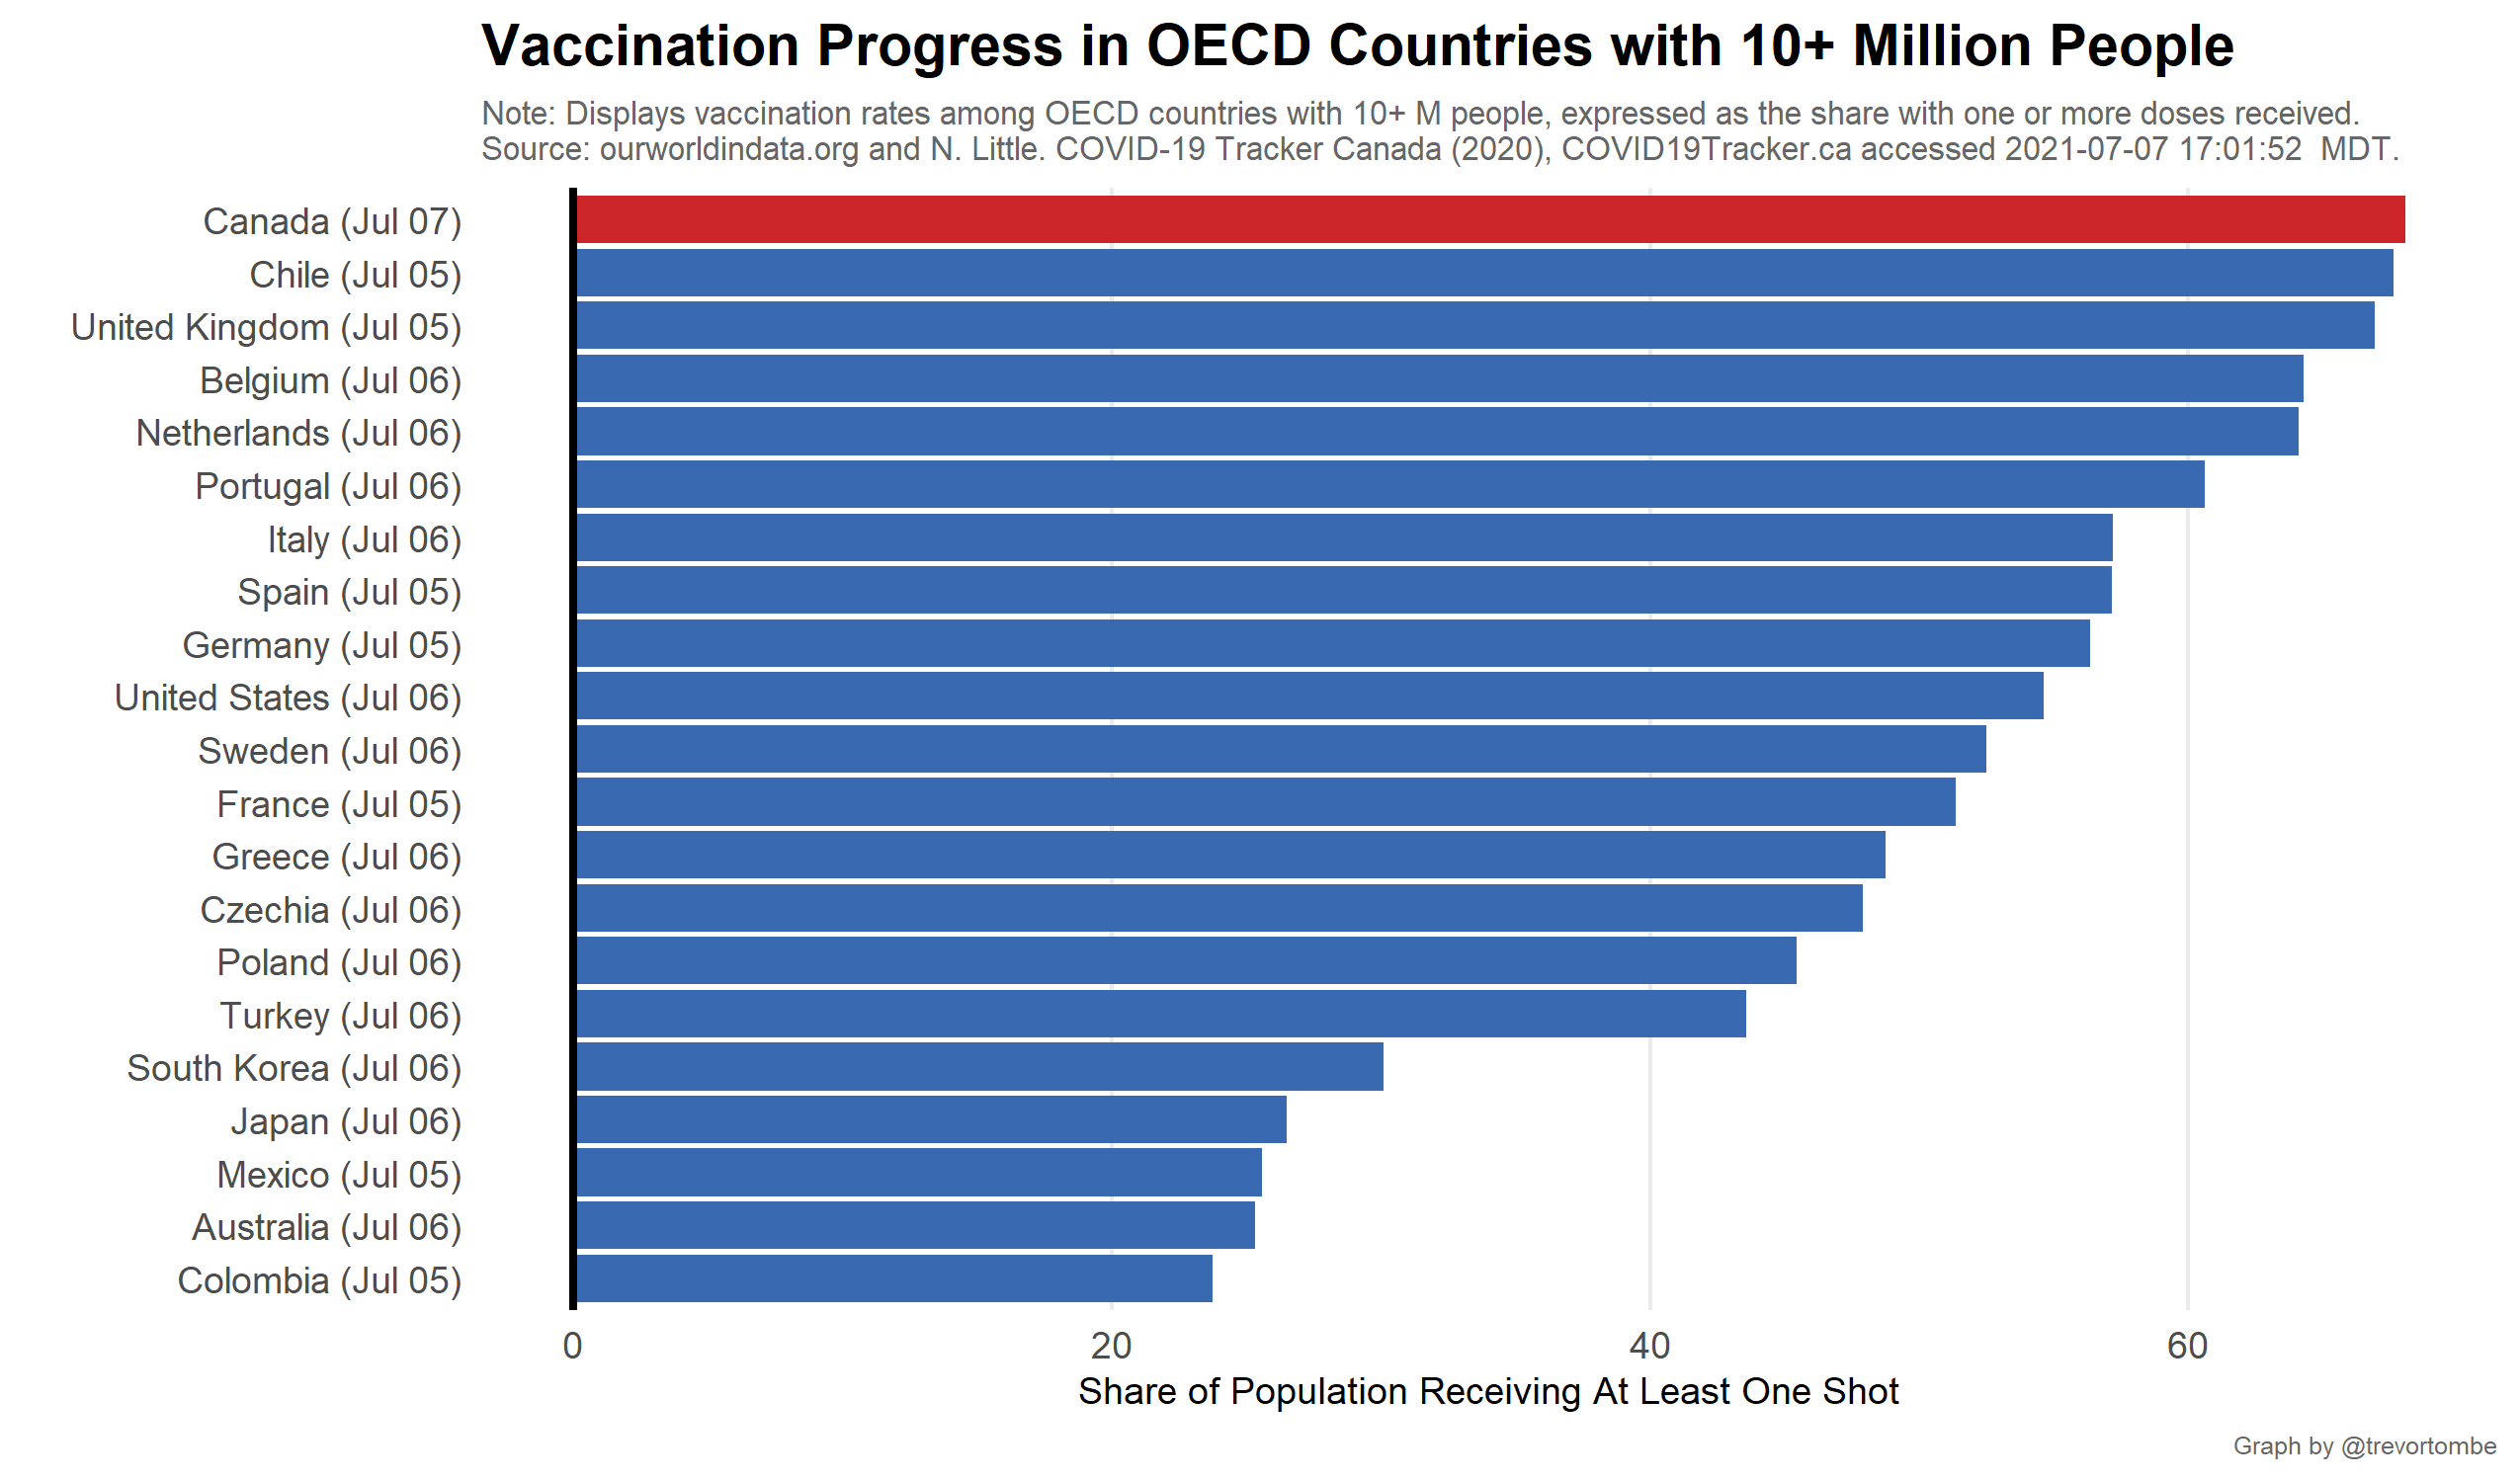 Vaccination Progress in OECD Countries with 10+ Million People
Note: Displays vaccination rates among OECD countries with 10+ M people, expressed as the share with one or more doses received.
Source: ourworldindata.org and N. Little. COVID-19 Tracker Canada (2020), COVID19Tracker.ca accessed 2021-07-07 17:01:52  MDT.
Canada (Jul 07)
Chile (Jul 05)
United Kingdom (Jul 05)
Belgium (Jul 06)
Netherlands (Jul 06)
Portugal (Jul 06)
Italy (Jul 06)
Spain (Jul 05)
Germany (Jul 05)
United States (Jul 06)
Sweden (Jul 06)
France (Jul 05)
Greece (Jul 06)
Czechia (Jul 06)
Poland (Jul 06)
Turkey (Jul 06)
South Korea (Jul 06)
Japan (Jul 06)
Mexico (Jul 05)
Australia (Jul 06)
Colombia (Jul 05)
0 20 40 60
Share of Population Receiving At Least One Shot
Graph by @trevortombe